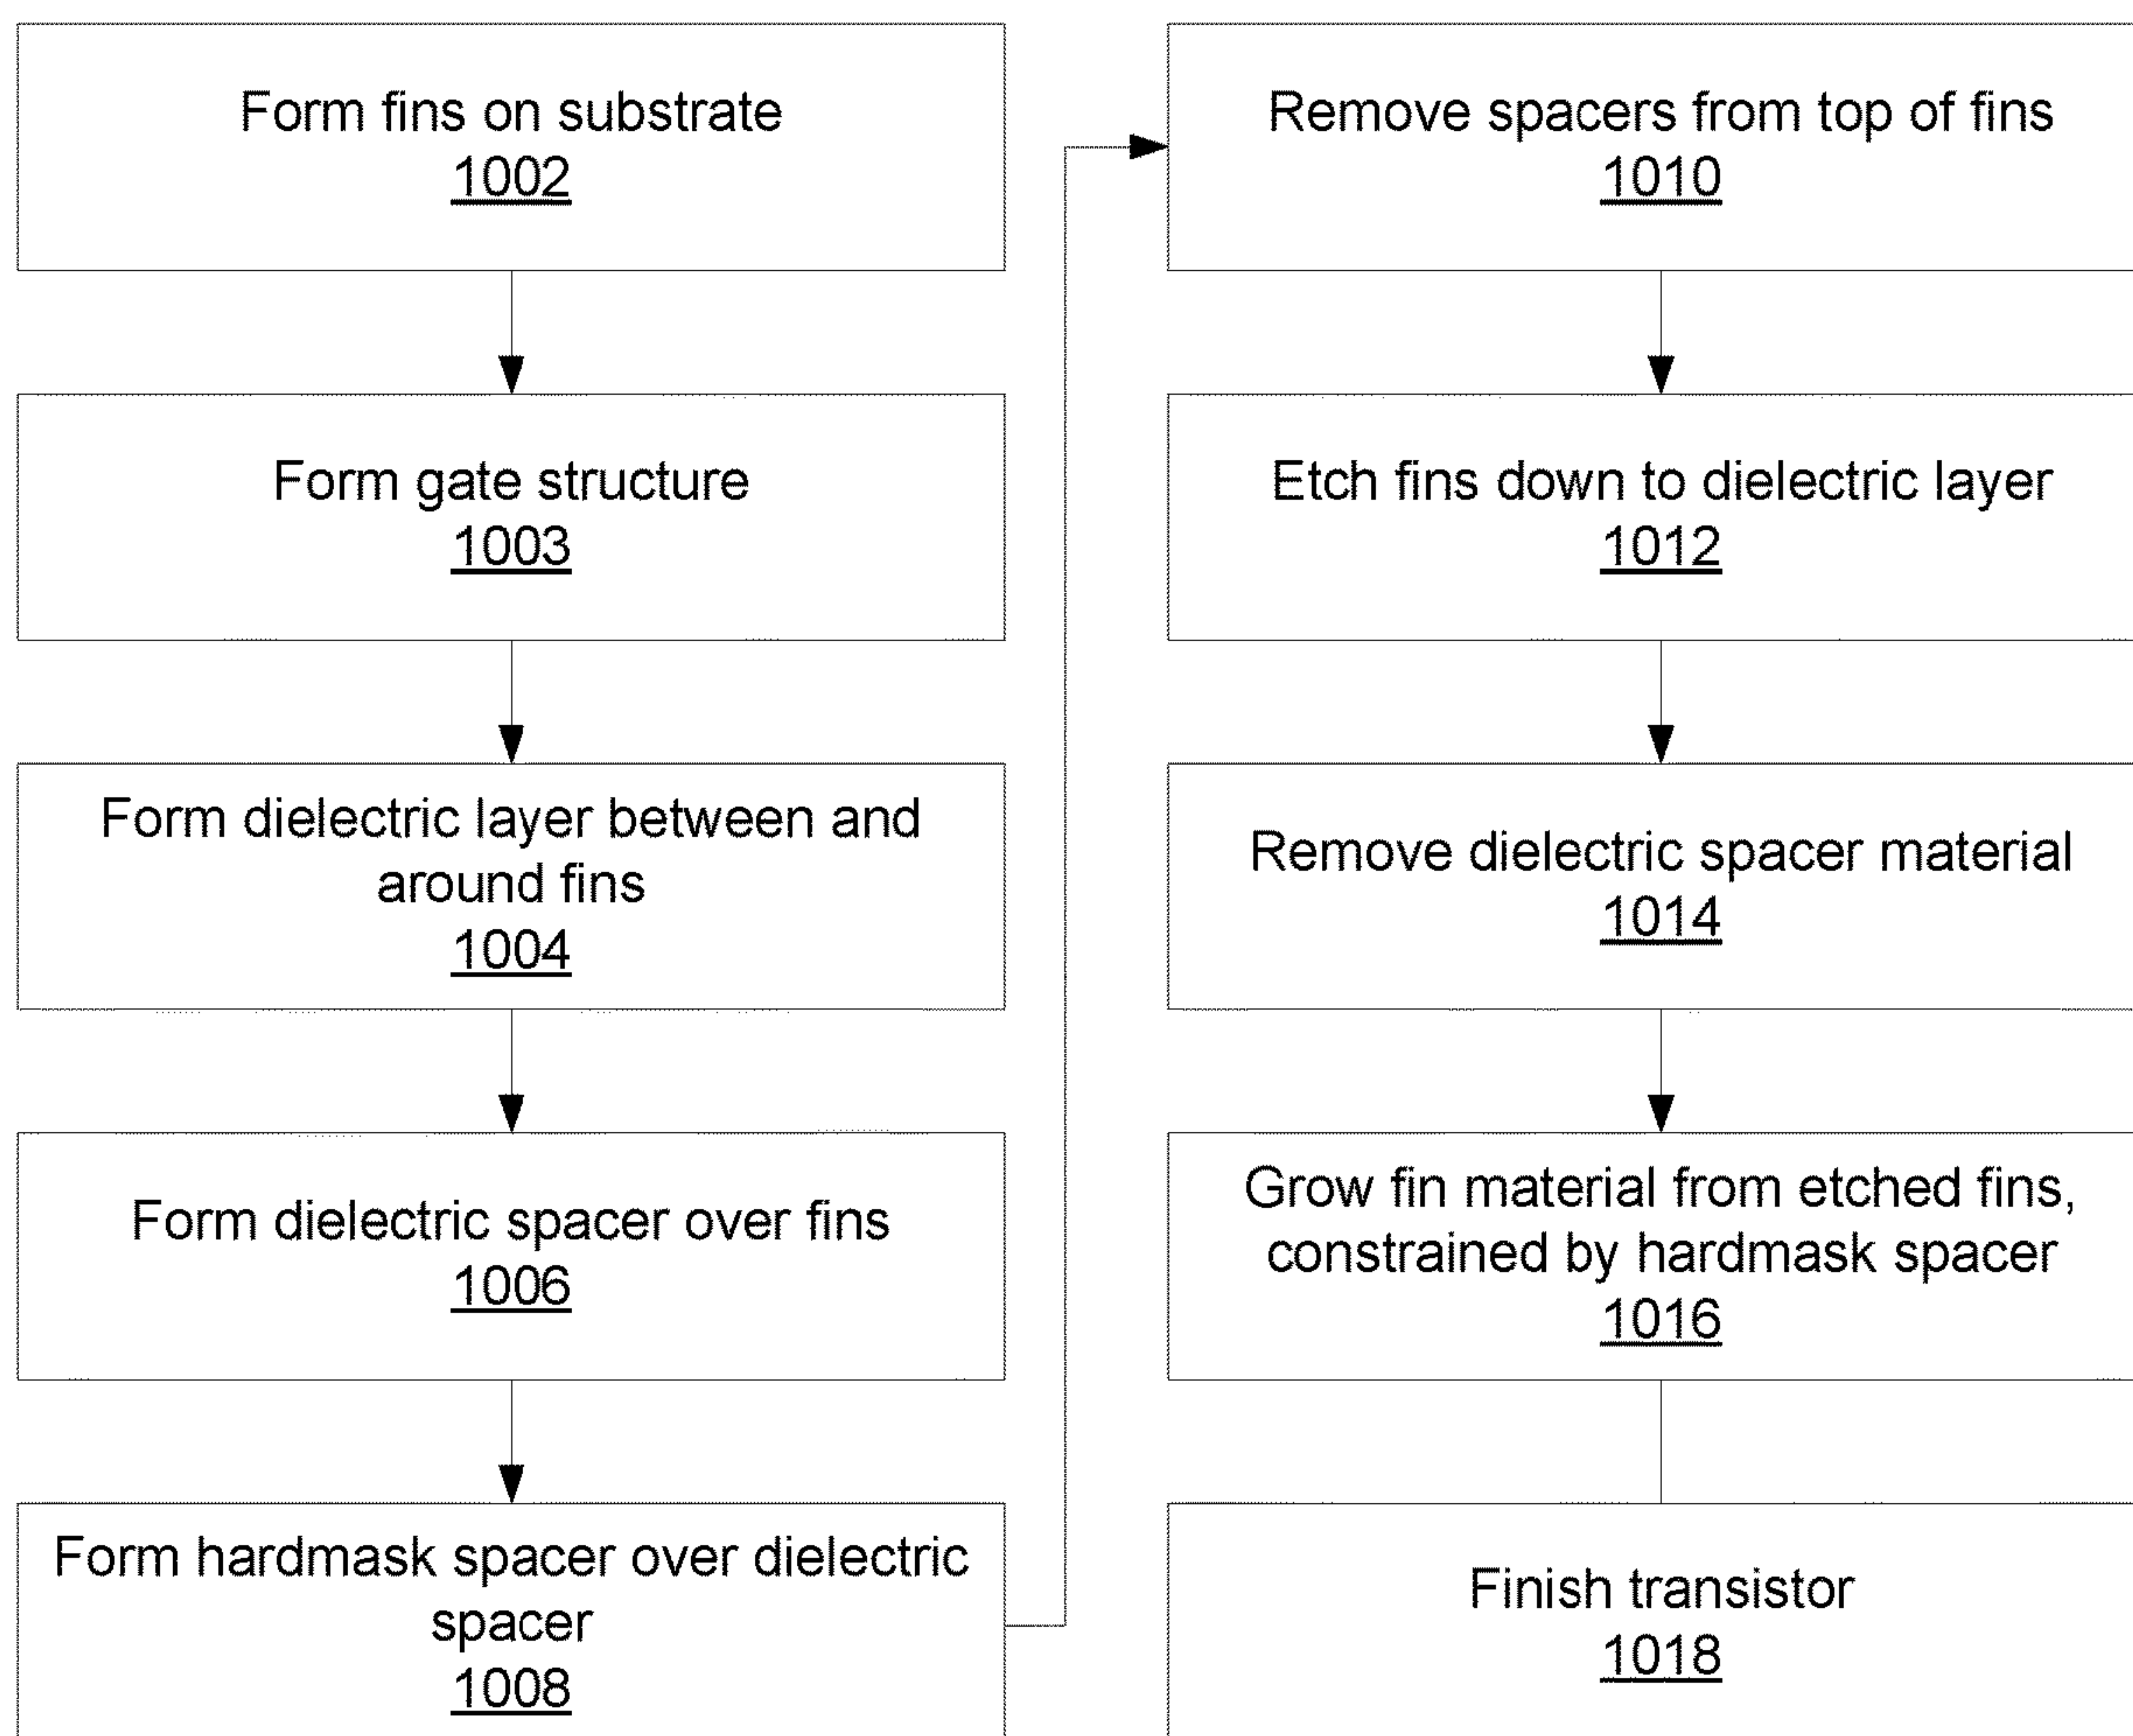 Form fins on substrate
1002
Form gate structure
1003
Form dielectric layer between and
around fins
1004
Form dielectric spacer over fins
1006
Form hardmask spacer over dielectric
spacer
1008
Remove spacers from top of fins
1010
Etch fins down to dielectric layer
1012
Remove dielectric spacer material
1014
Grow fin material from etched fins,
constrained by hardmask spacer
1016
Finish transistor
1018